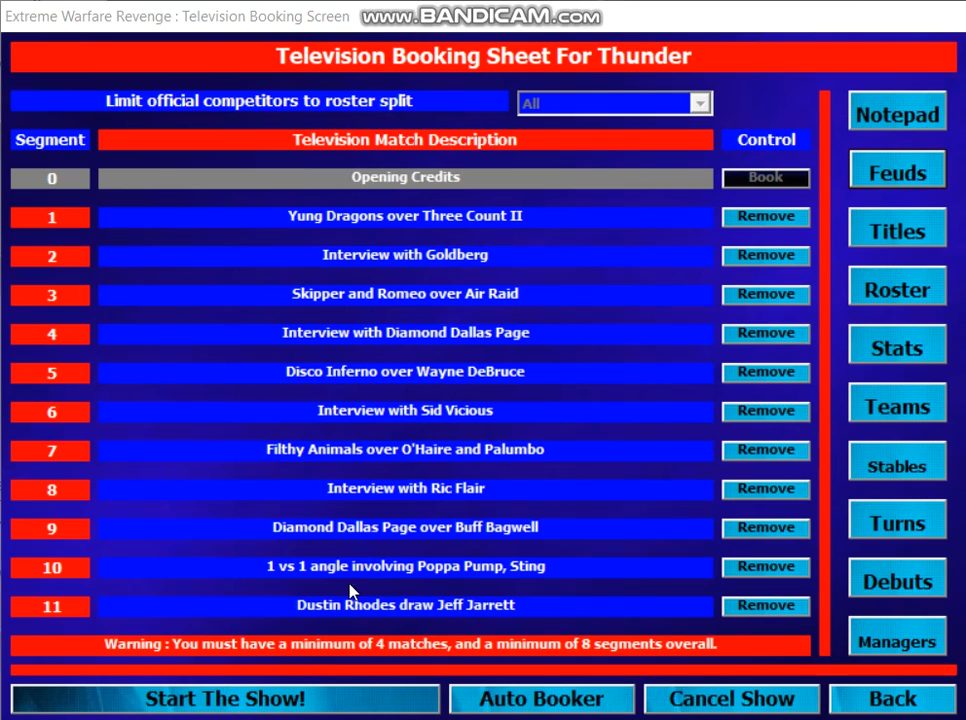 Extreme Warfare Revenge : Television Booking Screen
www.BANDICAM.com
Television Booking Sheet For Thunder
Limit official competitors to roster split All
Segment Television Match Description Control
0 Opening Credits Book
1 Yung Dragons over Three Count II Remove
2 Interview with Goldberg Remove
3 Skipper and Romeo over Air Raid Remove
4 Interview with Diamond Dallas Page Remove
5 Disco Inferno over Wayne DeBruce Remove
6 Interview with Sid Vicious Remove
7 Filthy Animals over O'Haire and Palumbo Remove
8 Interview with Ric Flair Remove
9 Diamond Dallas Page over Buff Bagwell Remove
10 1 vs 1 angle involving Poppa Pump, Sting Remove
11 Dustin Rhodes draw Jeff Jarrett Remove
Warning : You must have a minimum of 4 matches, and a minimum of 8 segments overall.
Notepad
Feuds
Titles
Roster
Stats
Teams
Stables
Turns
Debuts
Managers
Start The Show! Auto Booker Cancel Show Back